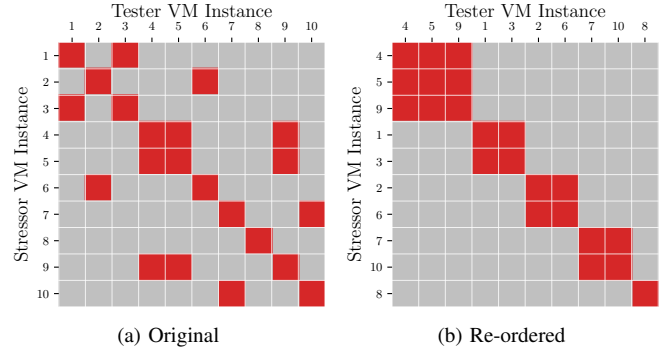 Tester VM Instance
1 2 3 4 5 6 7 8 9 10
Stressor VM Instance
1
2
3
4
5
6
7
8
9
10
(a) Original
Tester VM Instance
4 5 9 1 3 2 6 7 10 8
Stressor VM Instance
4
5
9
1
3
2
6
7
10
8
(b) Re-ordered